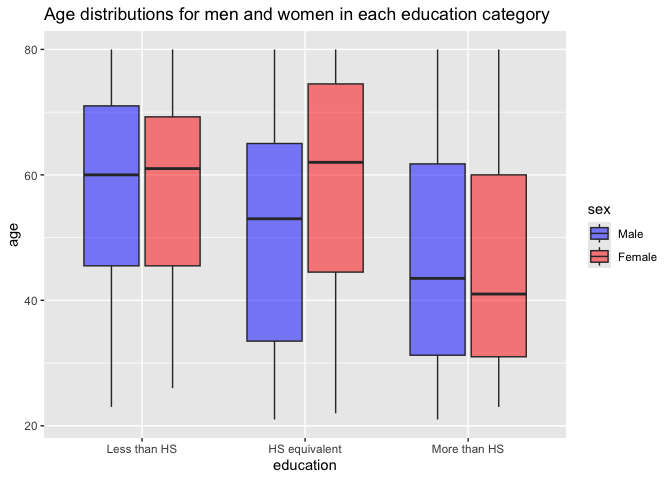 Age distributions for men and women in each education category
80
60
40
20
age
Less than HS
HS equivalent
More than HS
education
sex
Male
Female